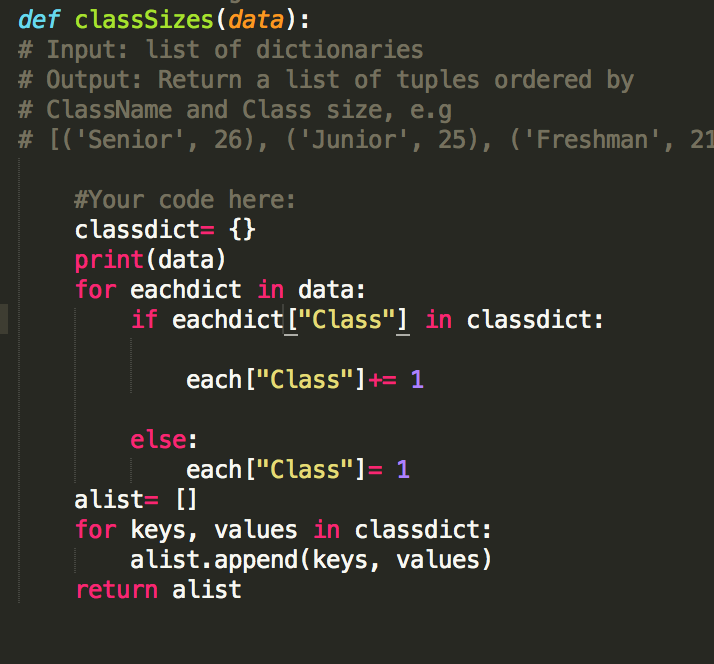 def classSizes(data):
# Input: list of dictionaries
# Output: Return a list of tuples ordered by
# ClassName and Class size, e.g
# [('Senior', 26), ('Junior', 25), ('Freshman', 21
#Your code here:
classdict= {}
print(data)
for eachdict in data:
if eachdict["Class"] in classdict:
each["Class"]+= 1
else:
each["Class"]= 1
alist= []
for keys, values in classdict:
alist.append(keys, values)
return alist